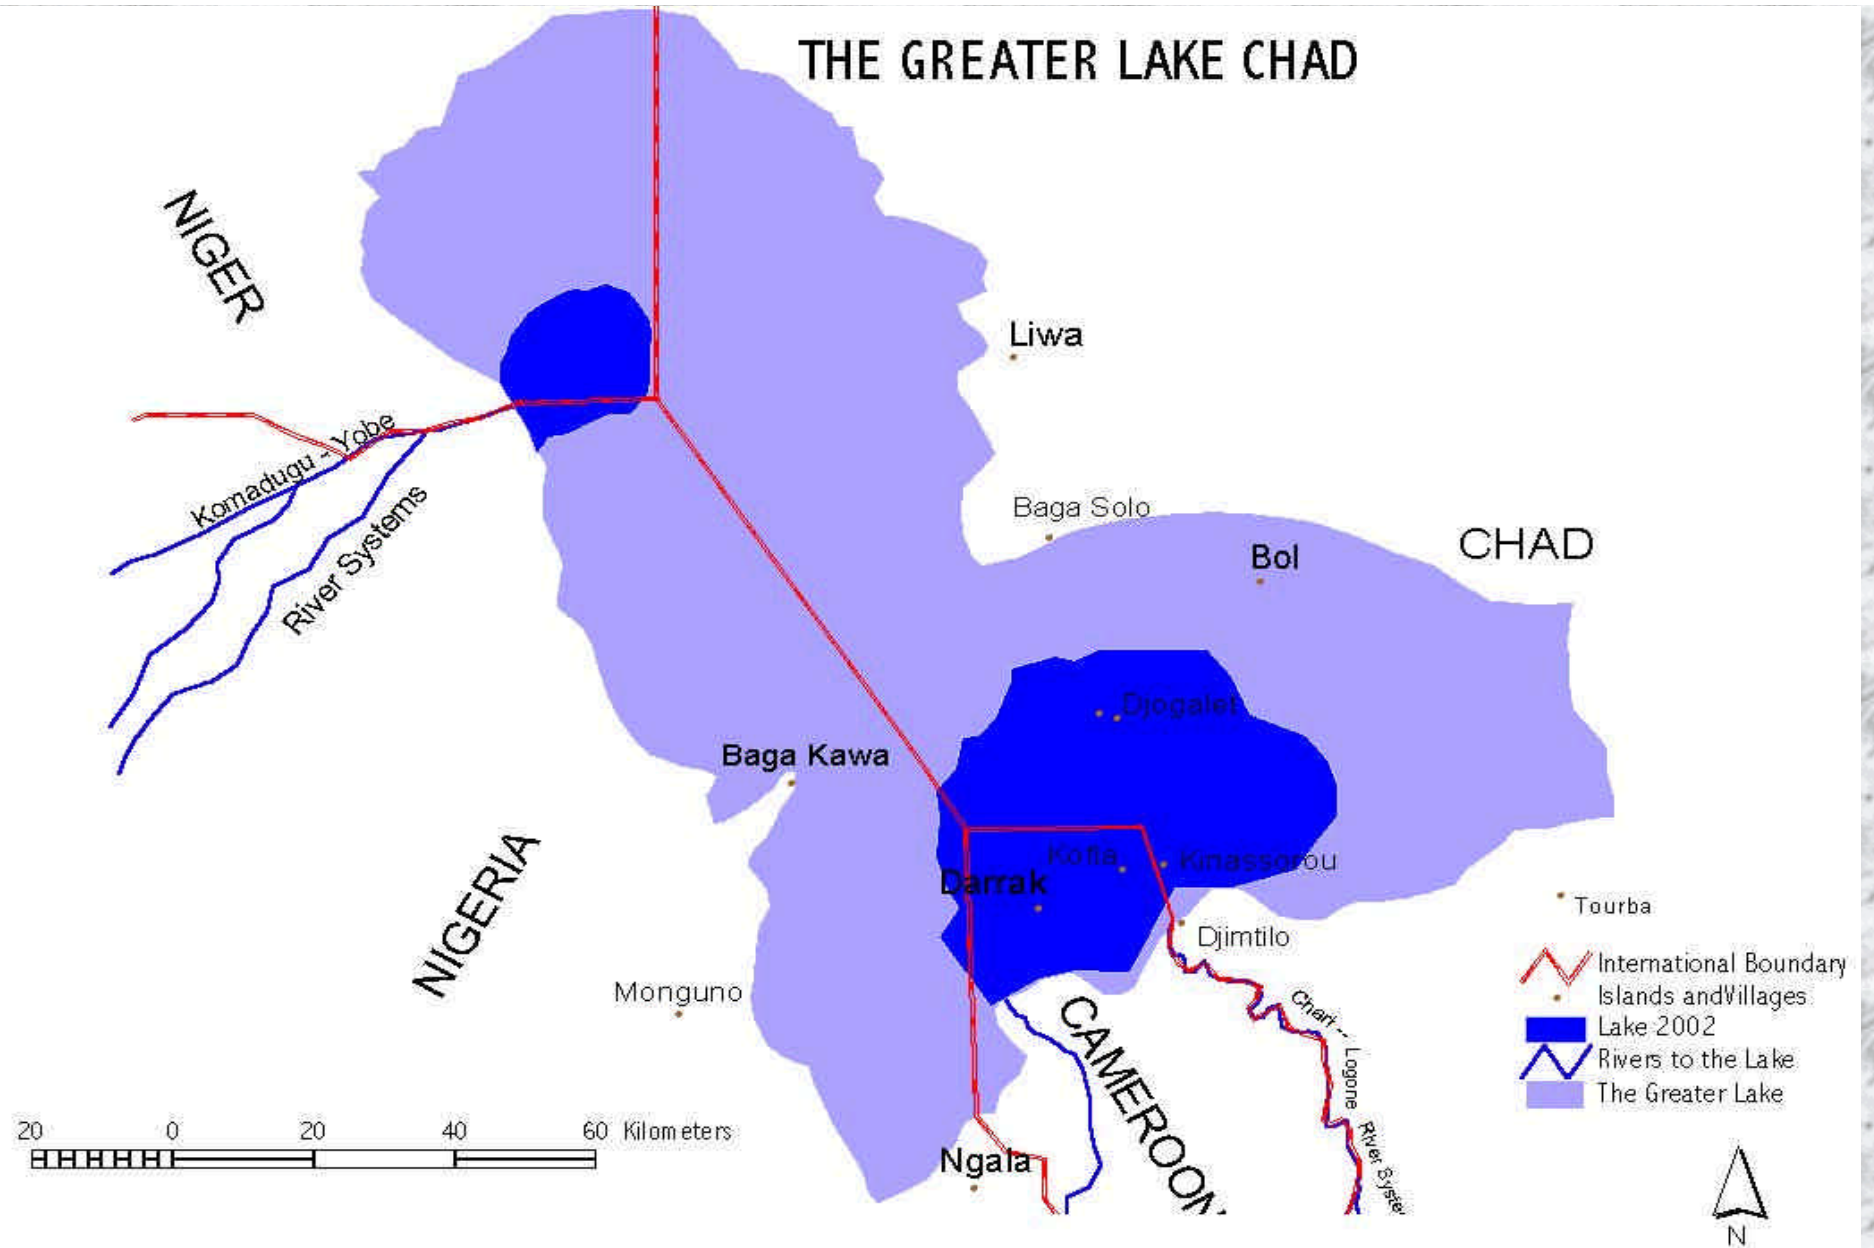 THE GREATER LAKE CHAD
NIGER
Liwa
Komadugu - Yobe
River Systems
Baga Solo
Bol
CHAD
Djogalet
Baga Kawa
NIGERIA
Kofia
Kinassorou
Darrak
Tourba
Djimtilo
Monguno
CAMEROON
Chari -- Logone River Syste
Ngala
International Boundary
Islands andVillages
Lake 2002
Rivers to the Lake
The Greater Lake
20 0 20 40 60 Kilometers
N